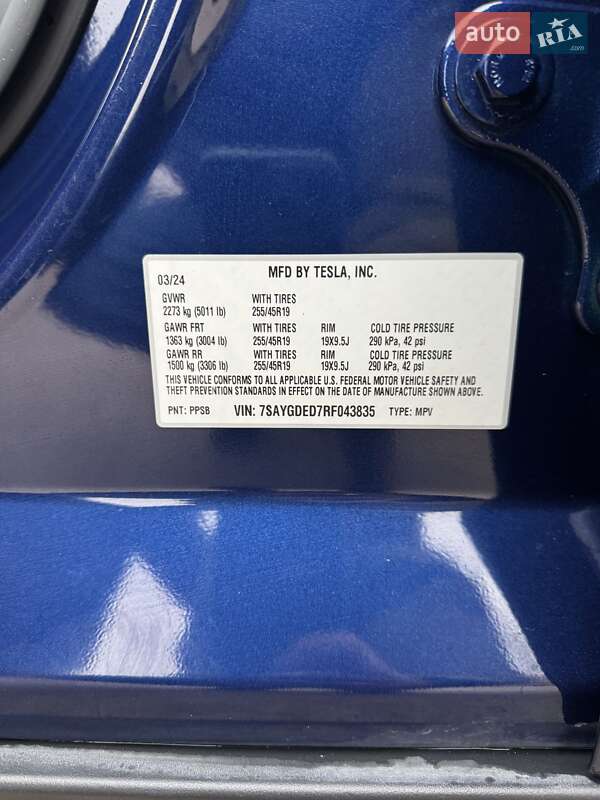 auto RIA .com
03/24 MFD BY TESLA, INC.
GVWR WITH TIRES
2273 kg (5011 lb) 255/45R19
GAWR FRT WITH TIRES RIM COLD TIRE PRESSURE
1363 kg (3004 lb) 255/45R19 19X9.5J 290 kPa, 42 psi
GAWR RR WITH TIRES RIM COLD TIRE PRESSURE
1500 kg (3306 lb) 255/45R19 19X9.5J 290 kPa, 42 psi
THIS VEHICLE CONFORMS TO ALL APPLICABLE U.S. FEDERAL MOTOR VEHICLE SAFETY AND
THEFT PREVENTION STANDARDS IN EFFECT ON THE DATE OF MANUFACTURE SHOWN ABOVE.
PNT: PPSB VIN: 7SAYGDED7RF043835 TYPE: MPV